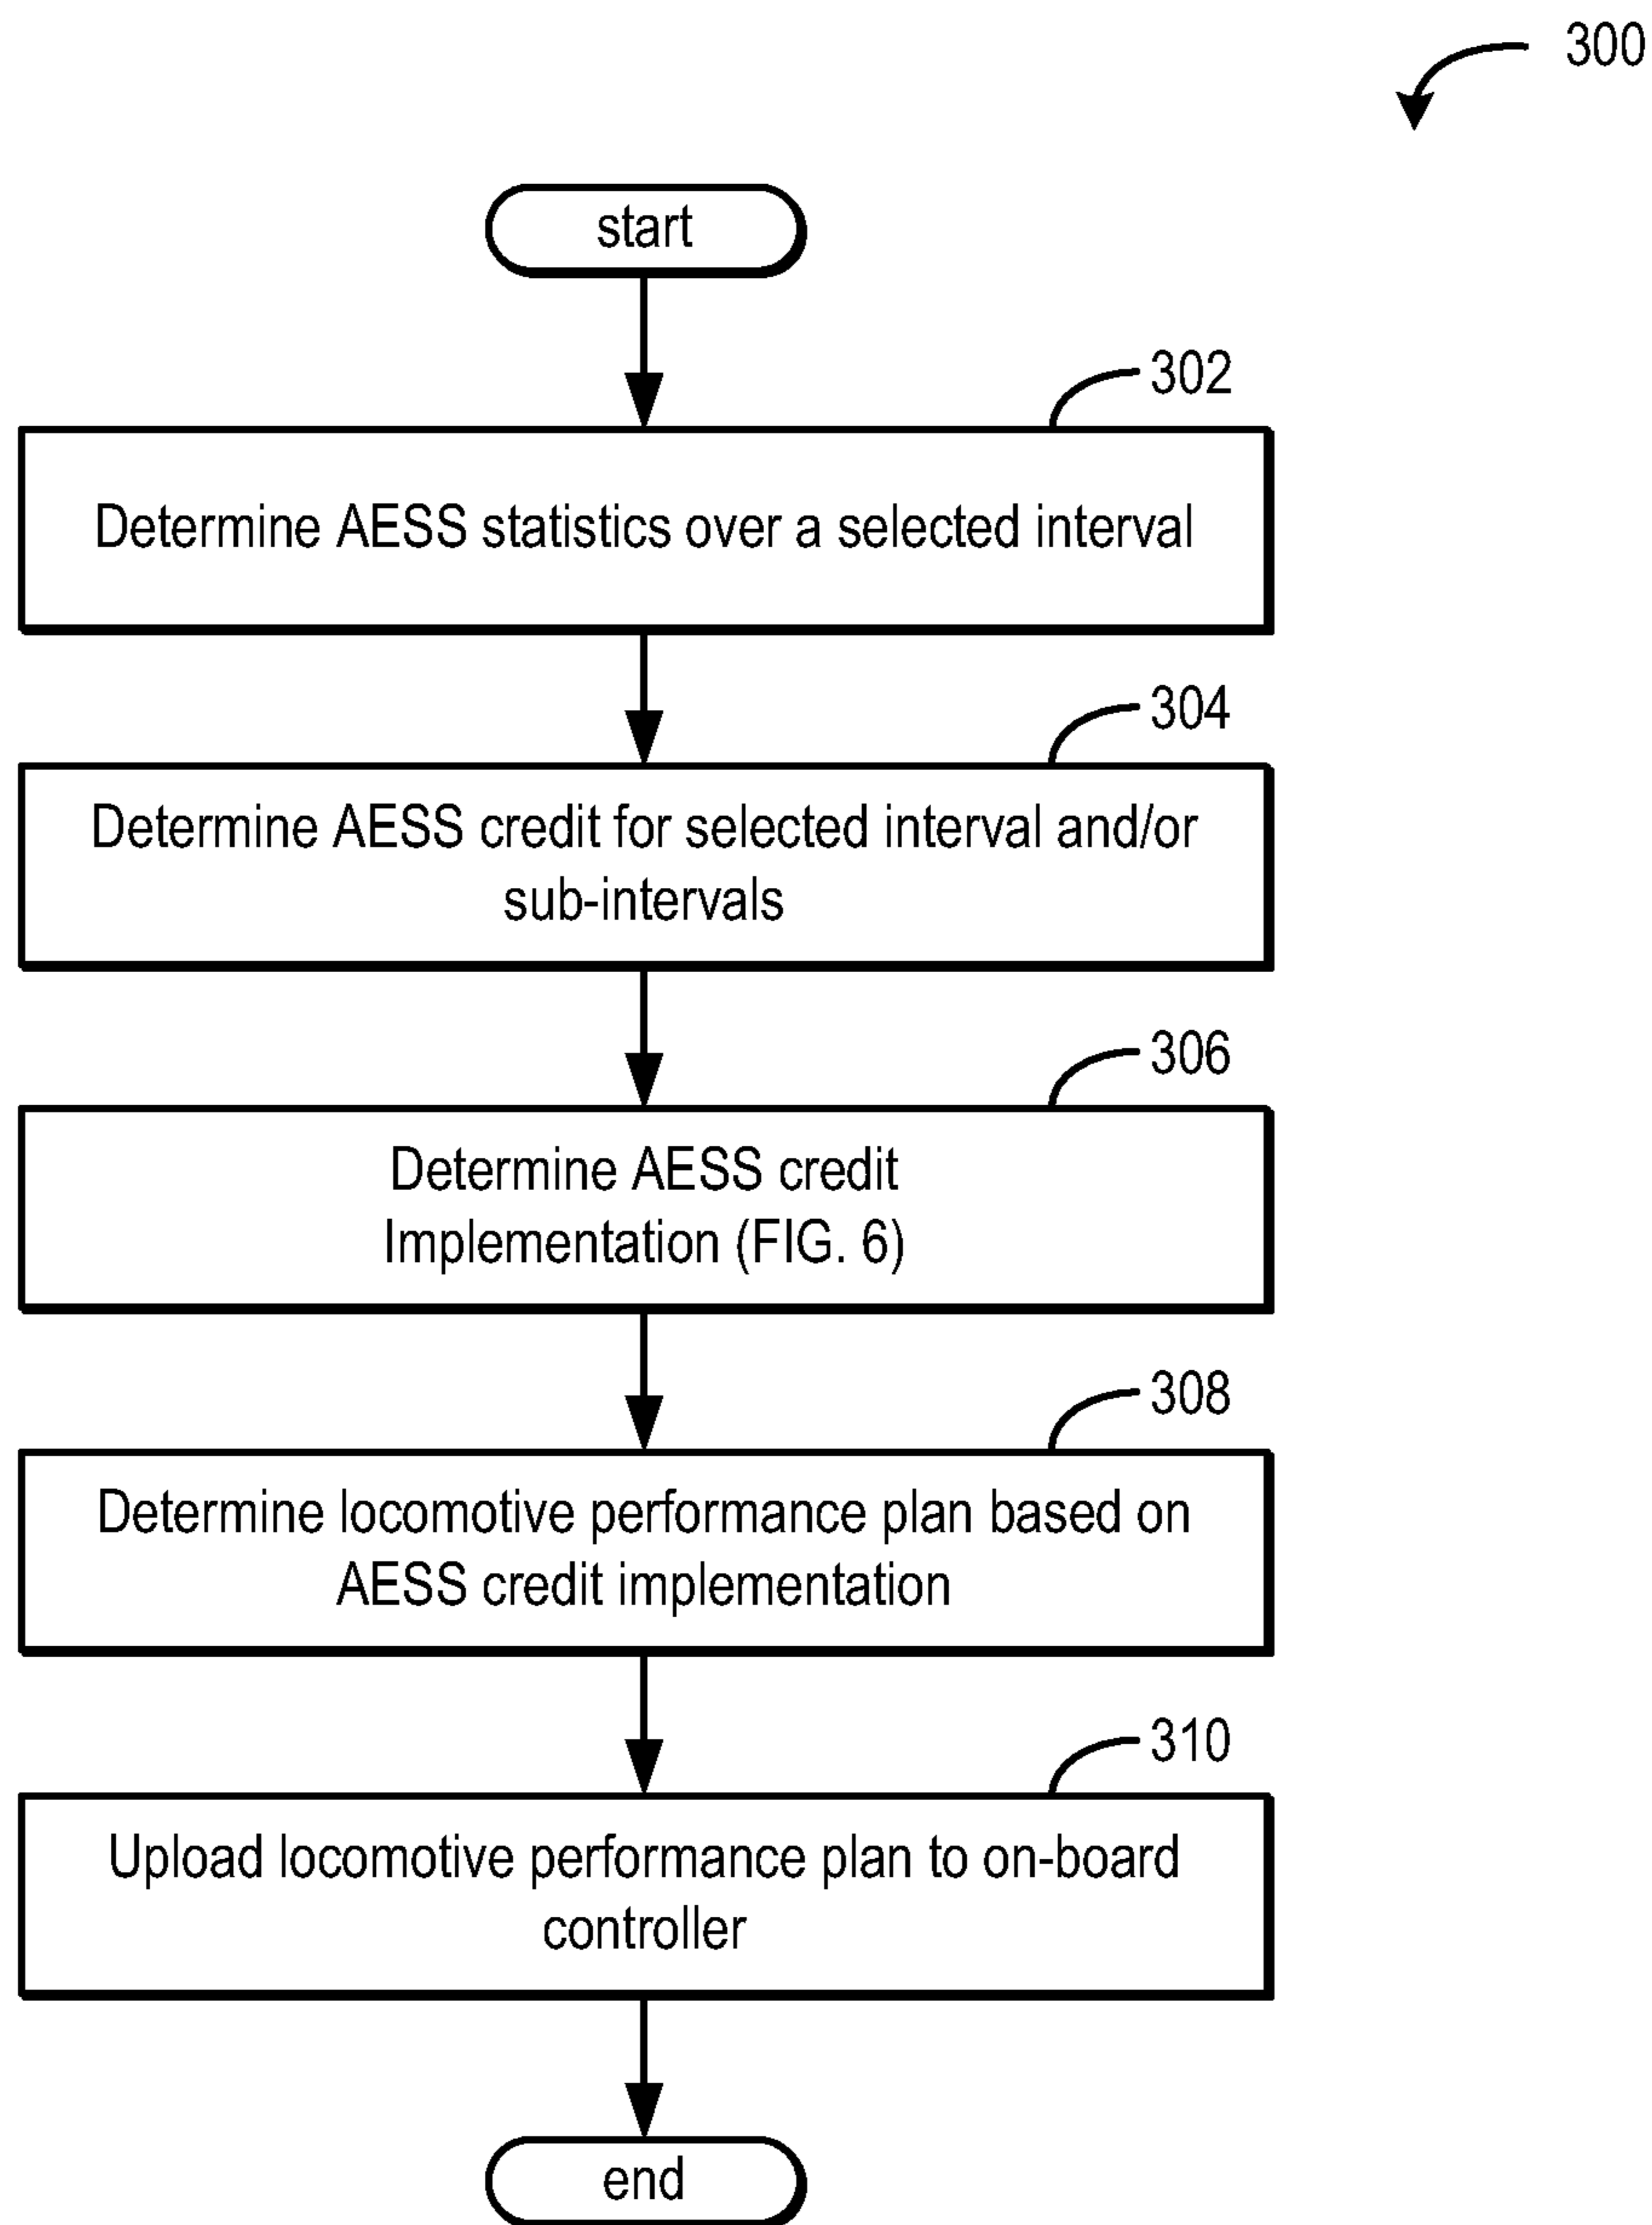 300
start
302
Determine AESS statistics over a selected interval
304
Determine AESS credit for selected interval and/or
sub-intervals
306
Determine AESS credit
Implementation (FIG. 6)
308
Determine locomotive performance plan based on
AESS credit implementation
310
Upload locomotive performance plan to on-board
controller
end